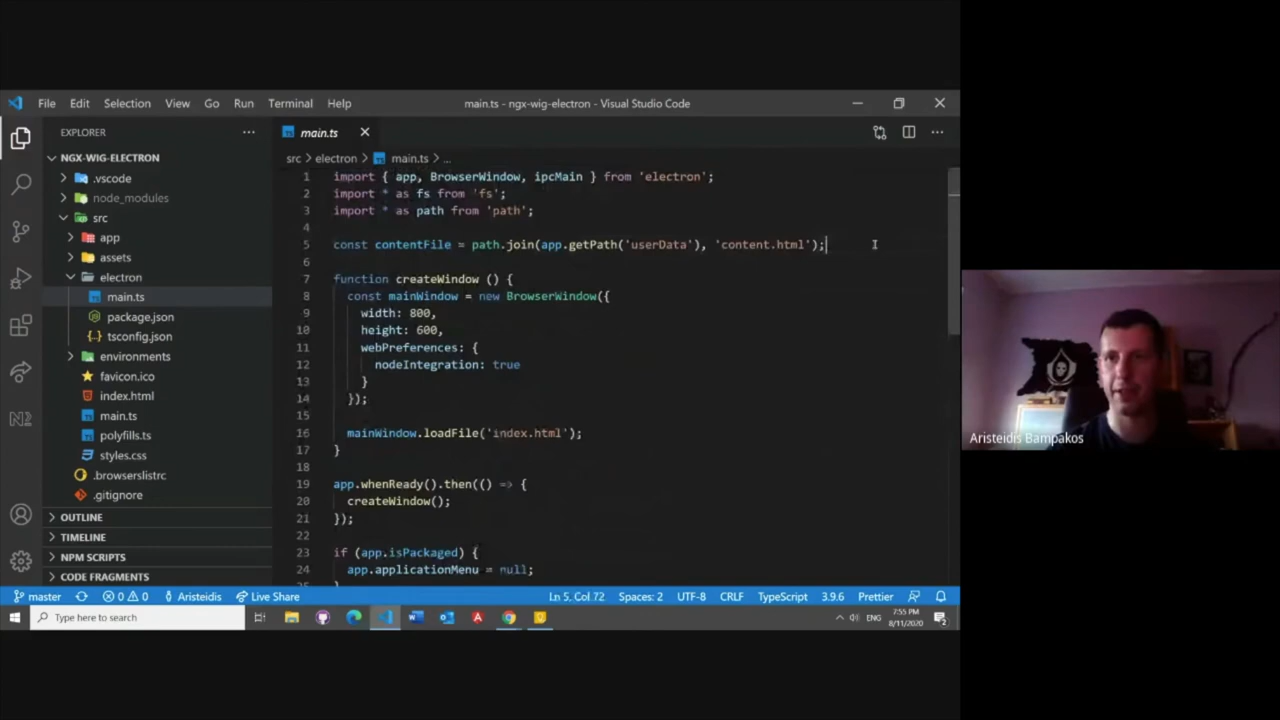 File Edit Selection View Go Run Terminal Help
main.ts - ngx-wig-electron - Visual Studio Code
EXPLORER
NGX-WIG-ELECTRON
.vscode
node_modules
src
app
assets
electron
main.ts
package.json
tsconfig.json
environments
favicon.ico
index.html
main.ts
polyfills.ts
styles.css
.browserslistrc
.gitignore
OUTLINE
TIMELINE
NPM SCRIPTS
CODE FRAGMENTS
main.ts
src > electron > main.ts > ...
1 import { app, BrowserWindow, ipcMain } from 'electron';
2 import * as fs from 'fs';
3 import * as path from 'path';
4
5 const contentFile = path.join(app.getPath('userData'), 'content.html');
6
7 function createWindow () {
8 const mainWindow = new BrowserWindow({
9 width: 800,
10 height: 600,
11 webPreferences: {
12 nodeIntegration: true
13 }
14 });
15
16 mainWindow.loadFile('index.html');
17 }
18
19 app.whenReady().then(() => {
20 createWindow();
21 });
22
23 if (app.isPackaged) {
24 app.applicationMenu = null;
master 0 0 Aristeidis Live Share Ln 5, Col 72 Spaces: 2 UTF-8 CRLF TypeScript 3.9.6 Prettier
Type here to search
ENG
7:55 PM
8/11/2020
Aristeidis Bampakos